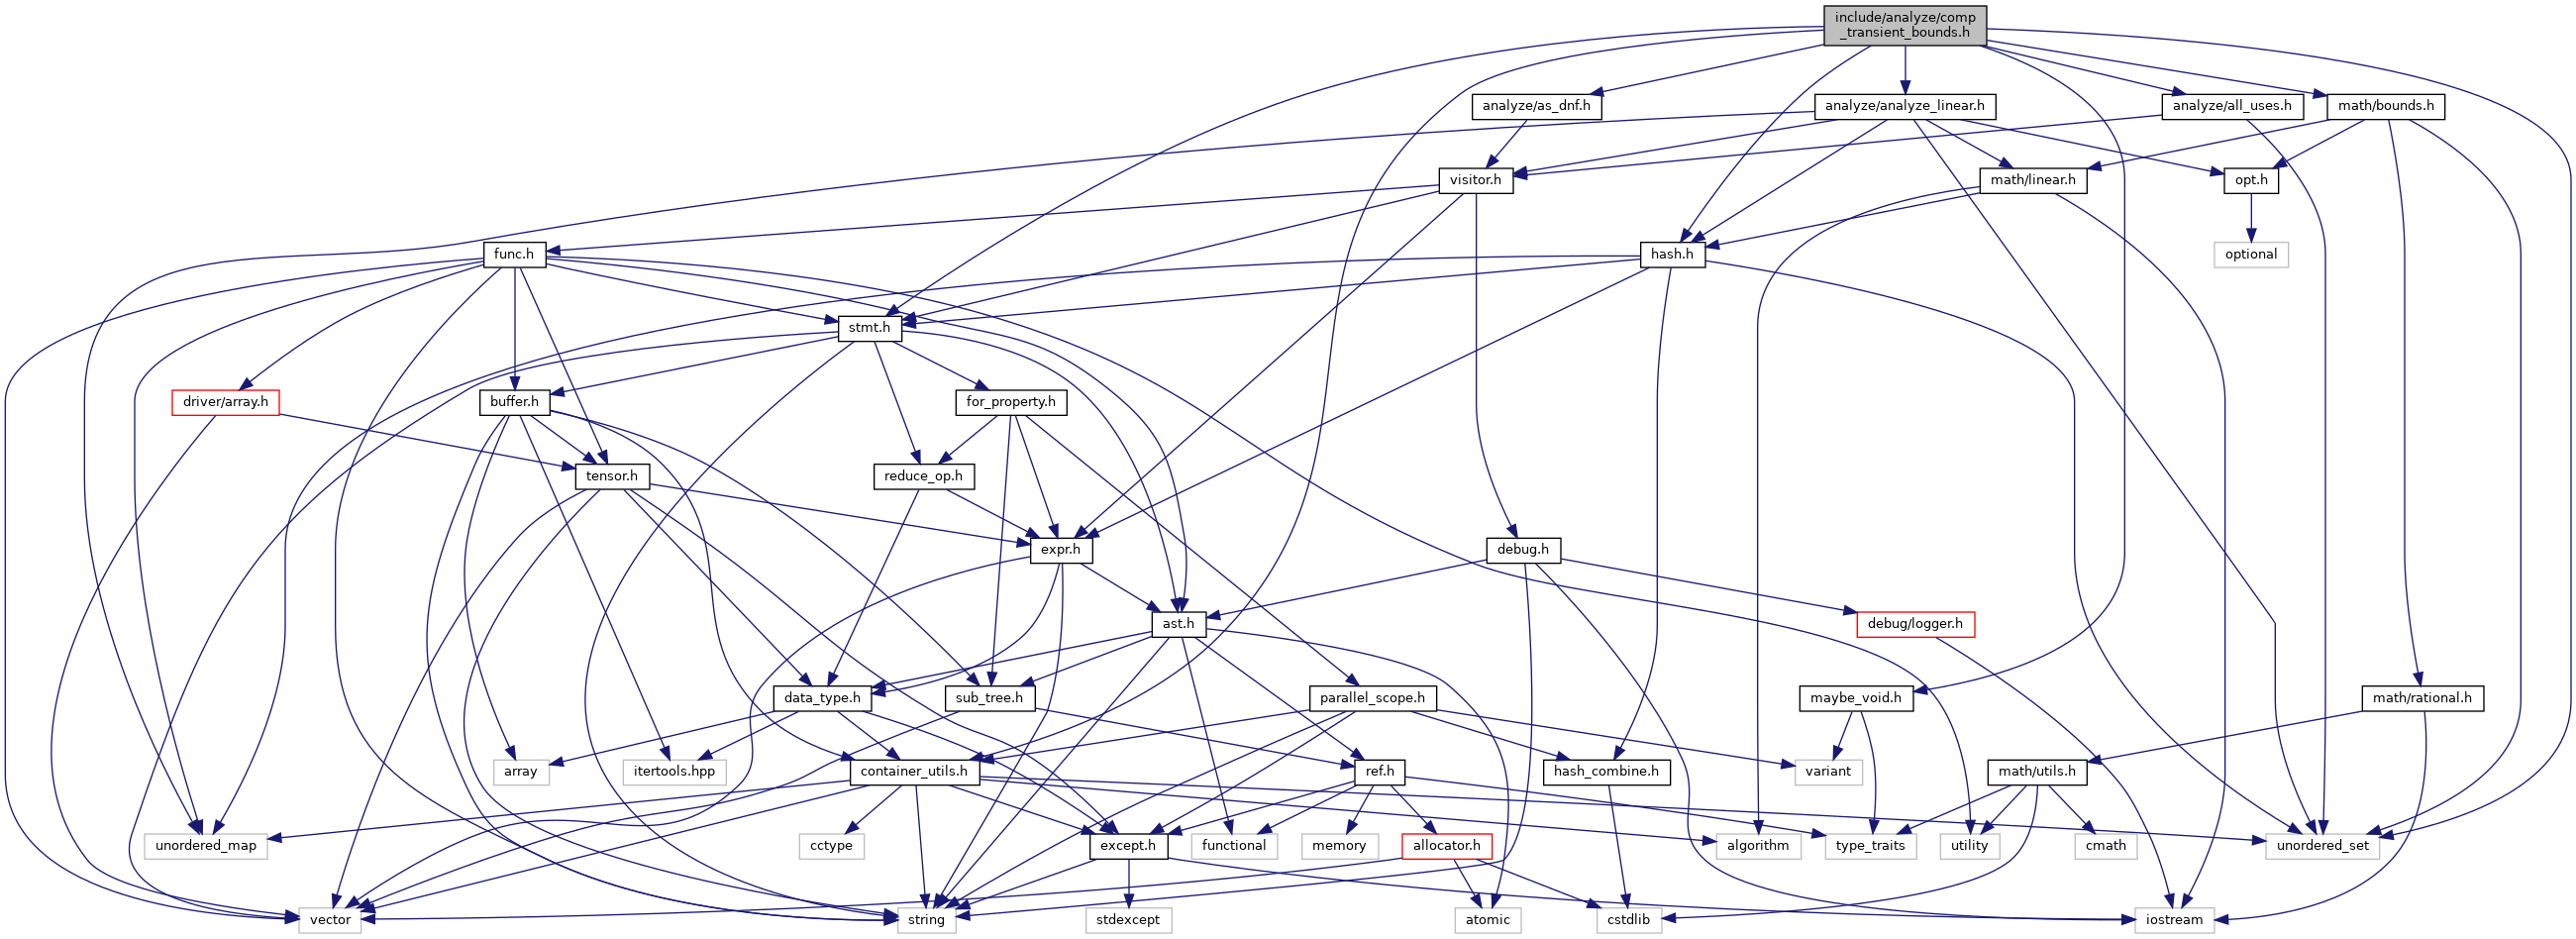 include/analyze/comp
_transient_bounds.h
analyze/as_dnf.h
analyze/analyze_linear.h
analyze/all_uses.h
math/bounds.h
visitor.h
math/linear.h
opt.h
func.h
hash.h
optional
stmt.h
driver/array.h
buffer.h
for_property.h
tensor.h
reduce_op.h
expr.h
debug.h
ast.h
debug/logger.h
data_type.h
sub_tree.h
parallel_scope.h
maybe_void.h
math/rational.h
array
itertools.hpp
container_utils.h
ref.h
hash_combine.h
variant
math/utils.h
unordered_map
cctype
except.h
functional
memory
allocator.h
algorithm
type_traits
utility
cmath
unordered_set
vector
string
stdexcept
atomic
cstdlib
iostream